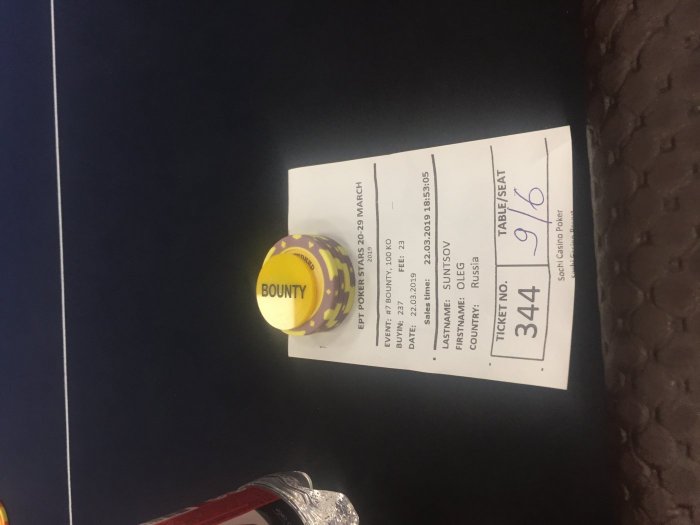 BOUNTY
EPT POKER STARS 20-29 MARCH
2019
EVENT: #7 BOUNTY, 100 KO
BUYIN: 237 FEE: 23
DATE: 22.03.2019
Sales time: 22.03.2019 18:53:05
LASTNAME: SUNTSOV
FIRSTNAME: OLEG
COUNTRY: Russia
TICKET NO. TABLE/SEAT
344 9/6
Sochi Casino Poker